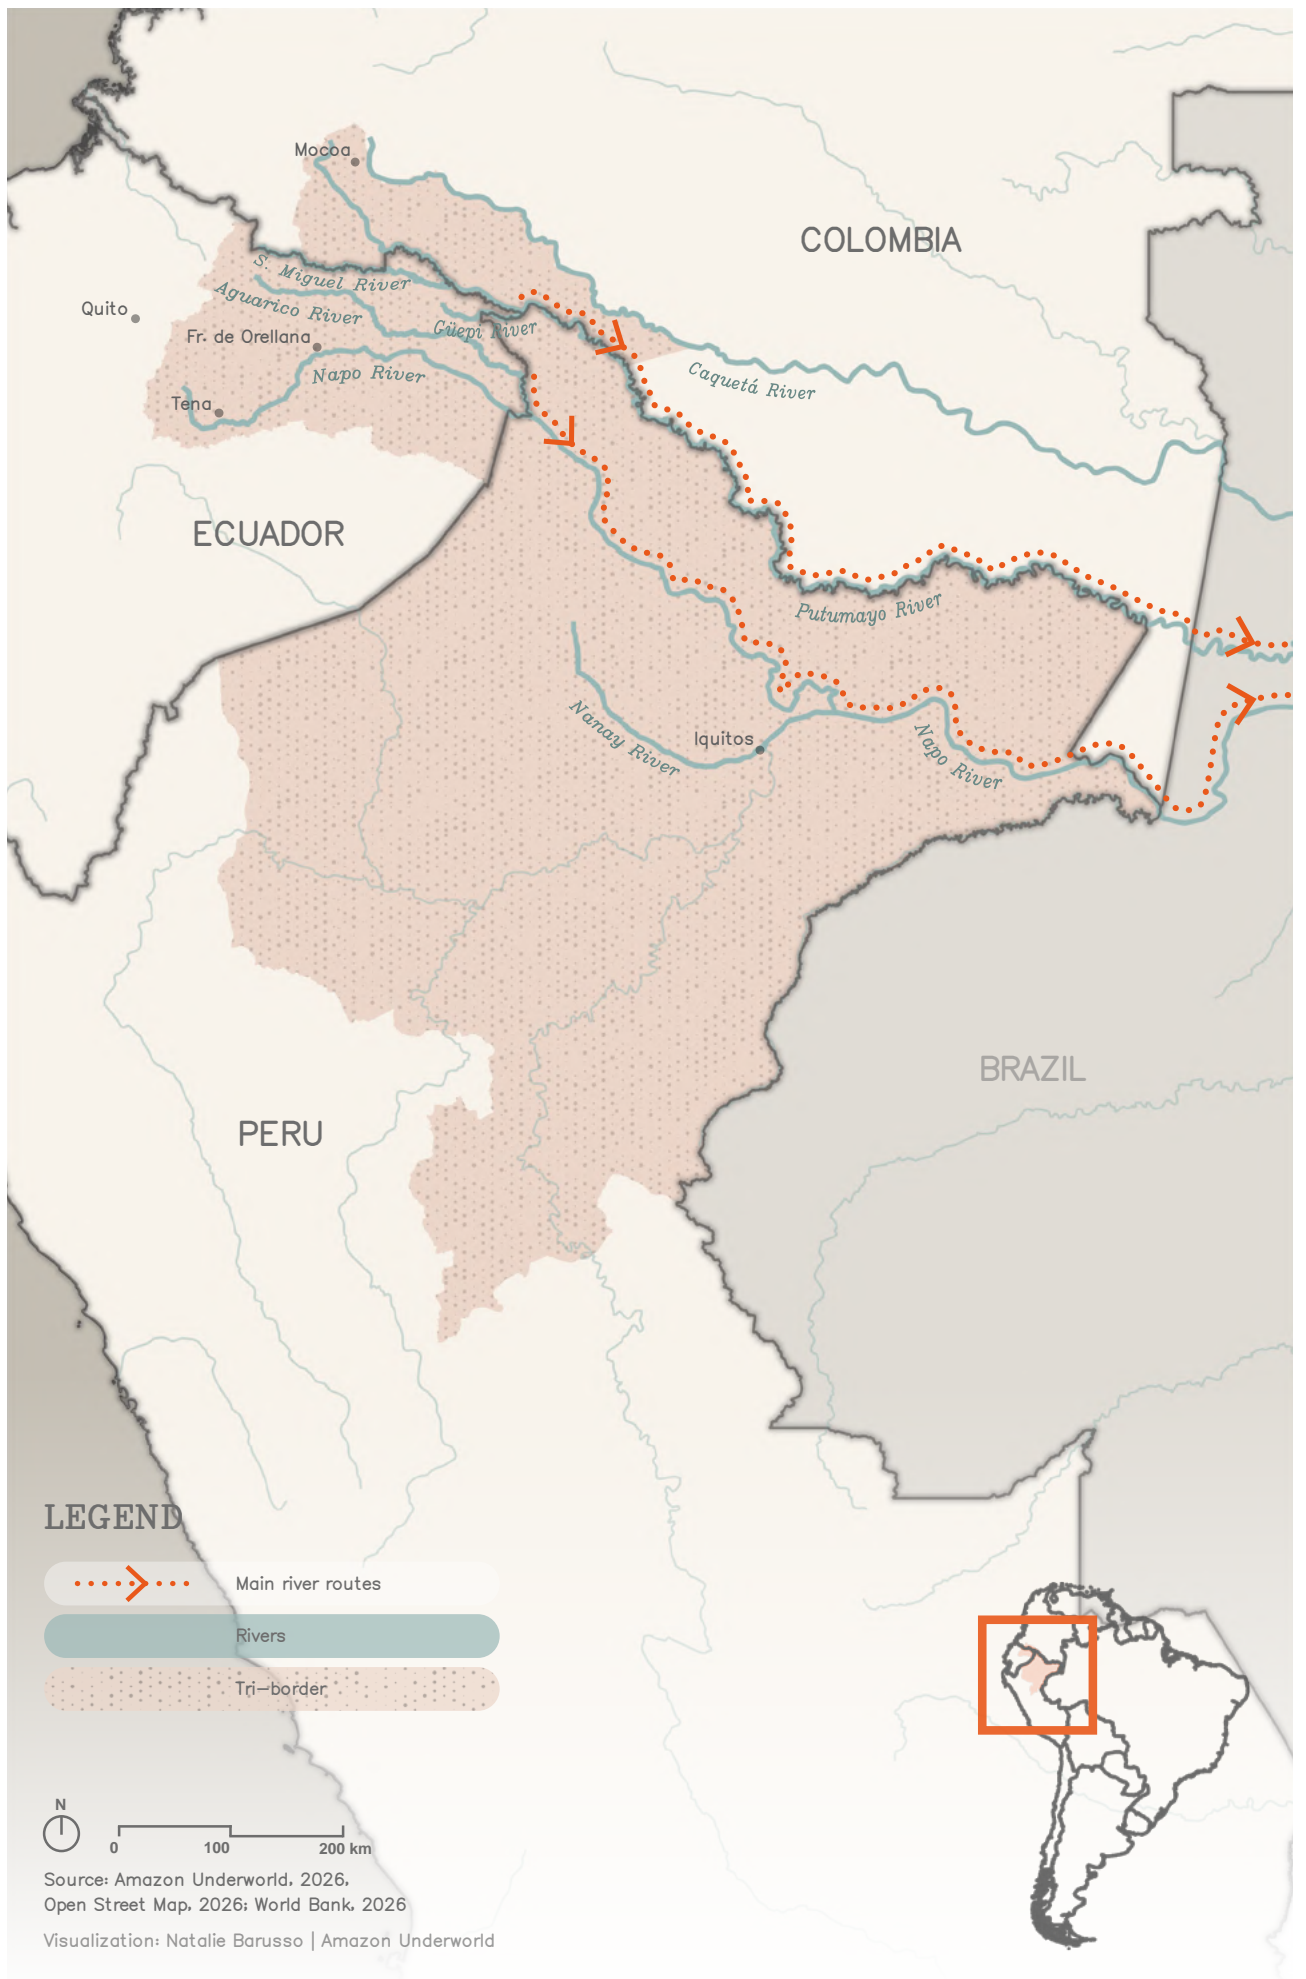 Mocoa
COLOMBIA
S. Miguel River
Aguarico River
Quito
Güepi River
Fr. de Orellana
Napo River
Caquetá River
Tena
ECUADOR
Putumayo River
Nanay River
Iquitos
Napo River
BRAZIL
PERU
LEGEND
Main river routes
Rivers
Tri-border
N
0 100 200 km
Source: Amazon Underworld, 2026,
Open Street Map, 2026; World Bank, 2026
Visualization: Natalie Barusso | Amazon Underworld